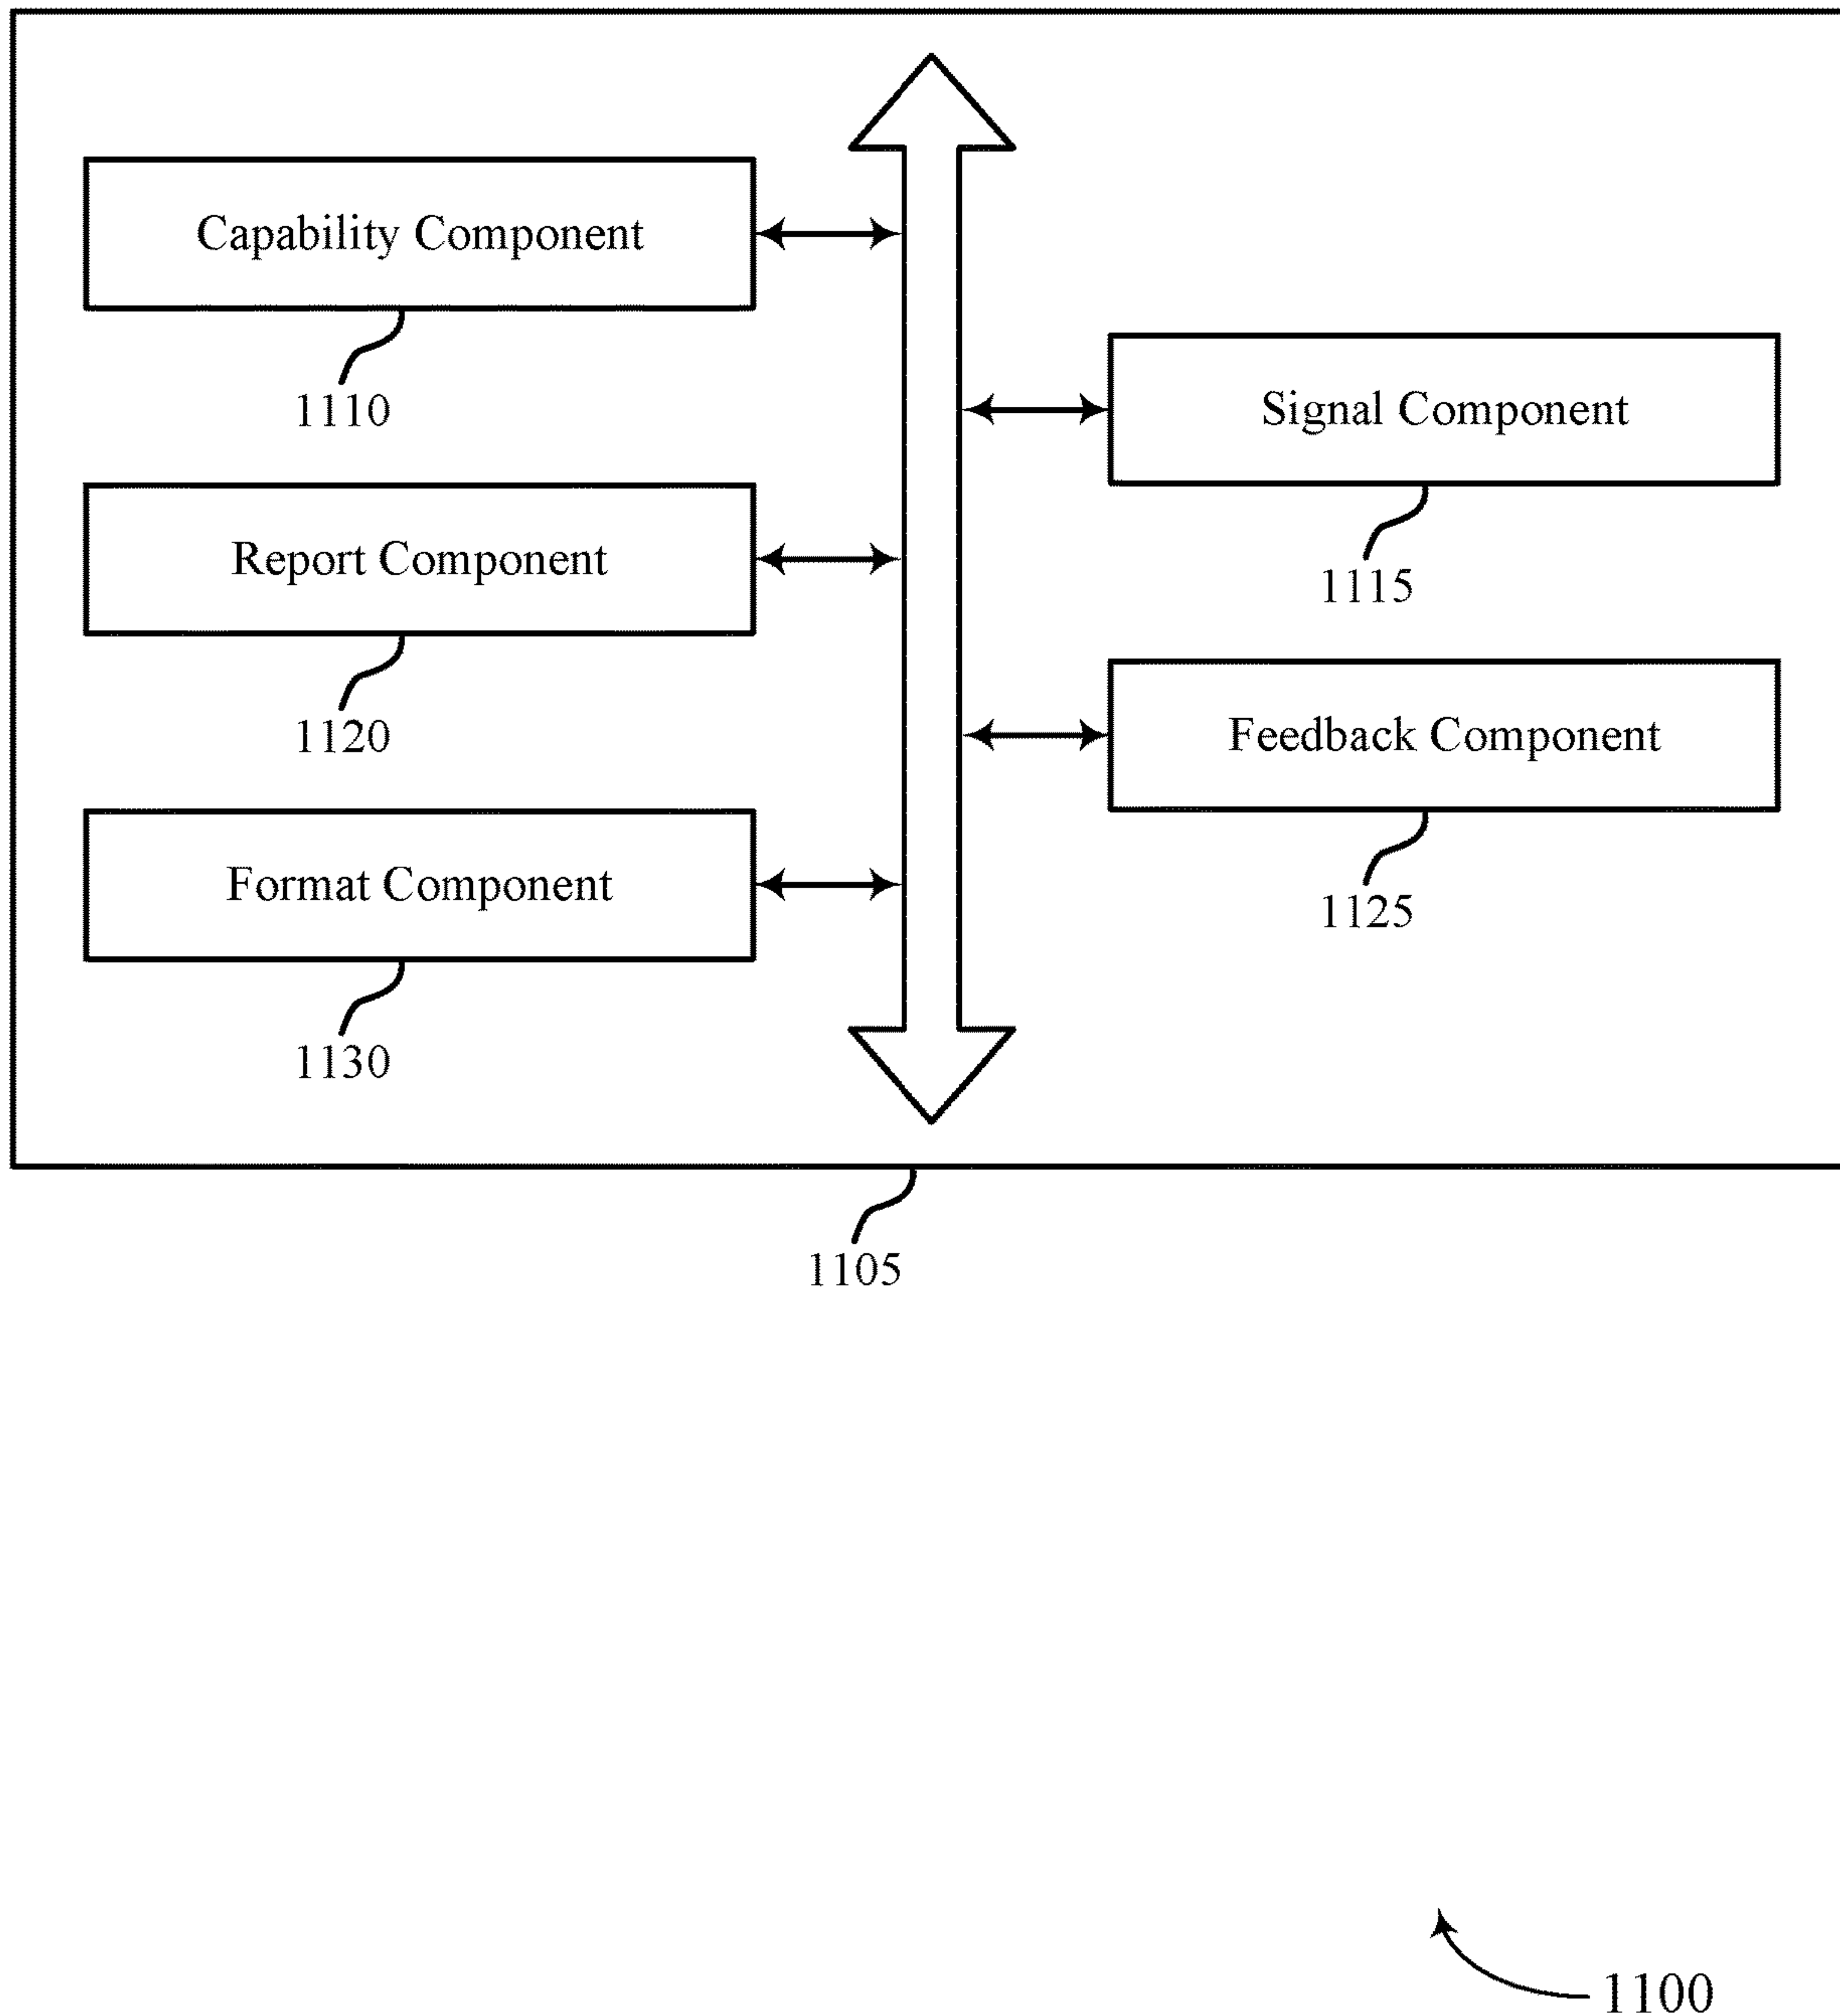 Capability Component
1110
Signal Component
1115
Report Component
1120
Feedback Component
1125
Format Component
1130
1105
1100